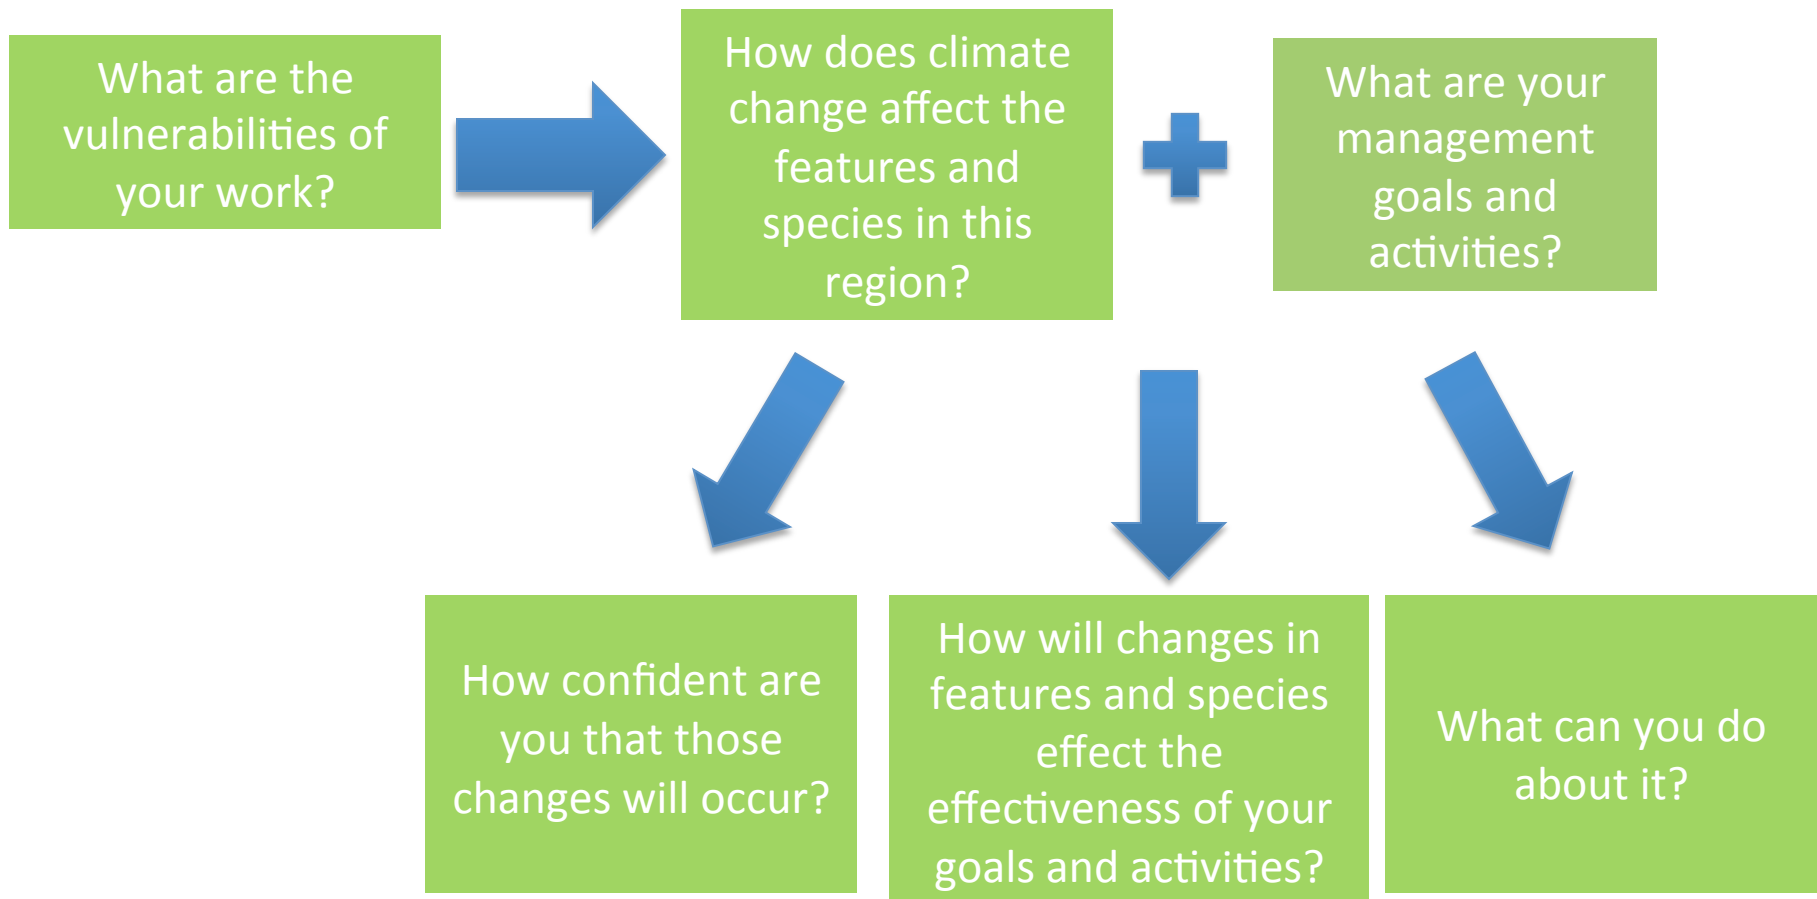 What are the
vulnerabilities of
your work?
How does climate
change affect the
features and
species in this
region?
What are your
management
goals and
activities?
How confident are
you that those
changes will occur?
How will changes in
features and species
effect the
effectiveness of your
goals and activities?
What can you do
about it?